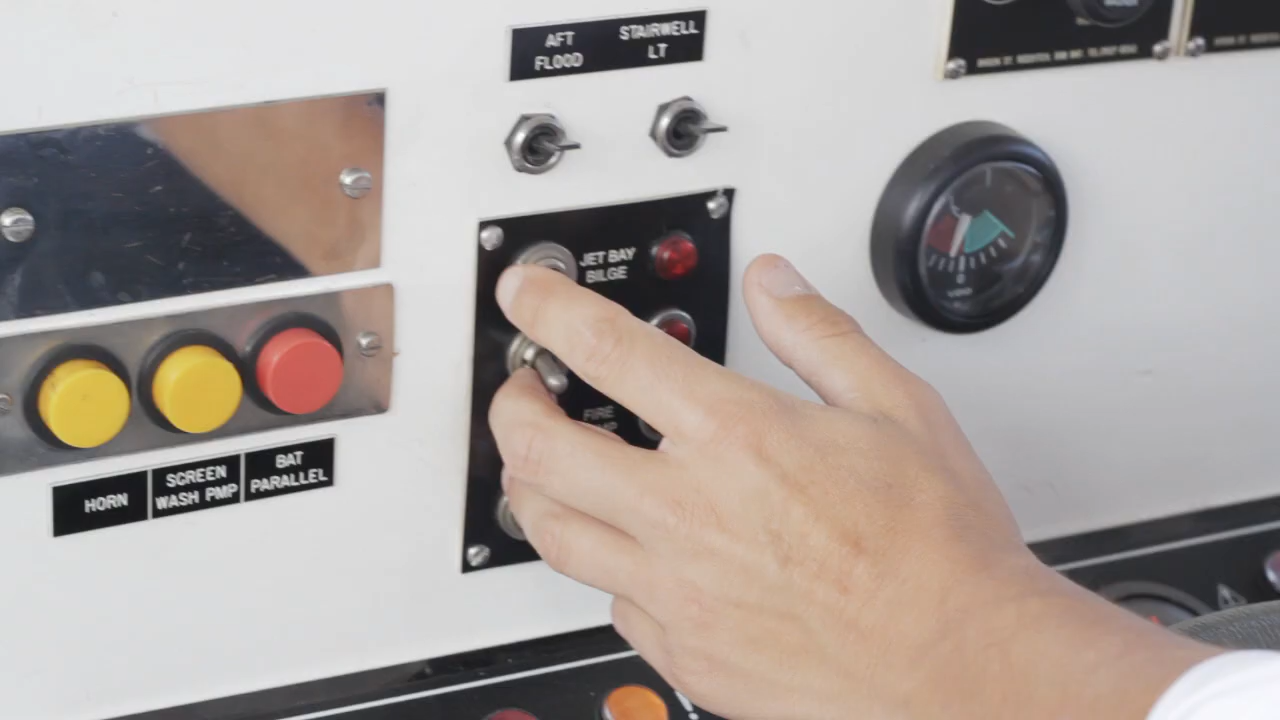 AFT
FLOOD
STAIRWELL
LT
JET BAY
BILGE
FIRE
HORN
SCREEN
WASH PMP
BAT
PARALLEL